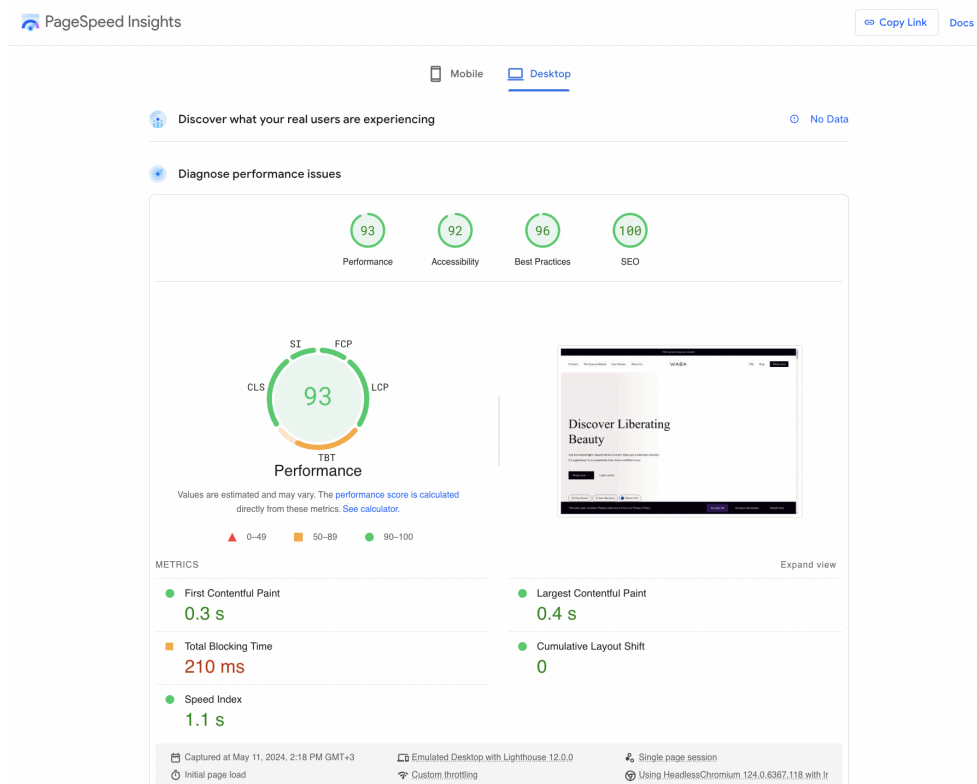 PageSpeed Insights
Copy Link
Docs
Mobile
Desktop
Discover what your real users are experiencing
No Data
Diagnose performance issues
93
92
96
100
Performance
Accessibility
Best Practices
SEO
SI
FCP
CLS
LCP
93
TBT
Performance
Values are estimated and may vary. The performance score is calculated
directly from these metrics. See calculator.
0–49
50–89
90–100
WABA
Discover Liberating
Beauty
METRICS
Expand view
First Contentful Paint
0.3 s
Largest Contentful Paint
0.4 s
Total Blocking Time
210 ms
Cumulative Layout Shift
0
Speed Index
1.1 s
Captured at May 11, 2024, 2:18 PM GMT+3
Emulated Desktop with Lighthouse 12.0.0
Single page session
Initial page load
Custom throttling
Using HeadlessChromium 124.0.6367.118 with lr